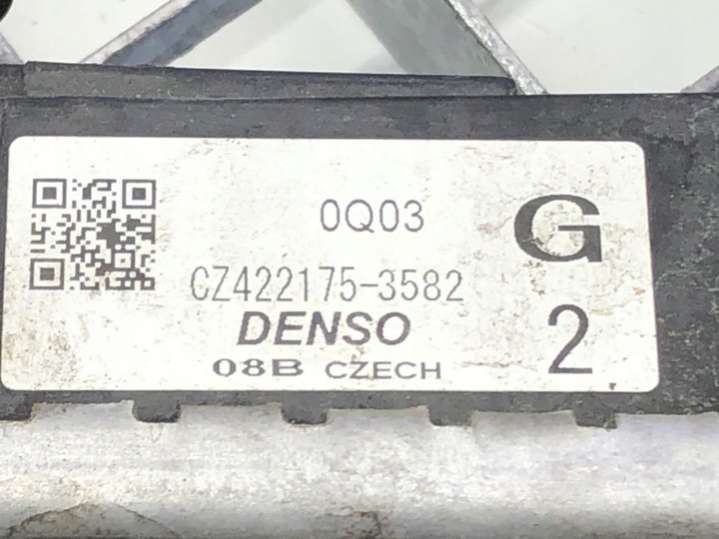 0Q03
G
CZ422175-3582
DENSO
08B CZECH
2